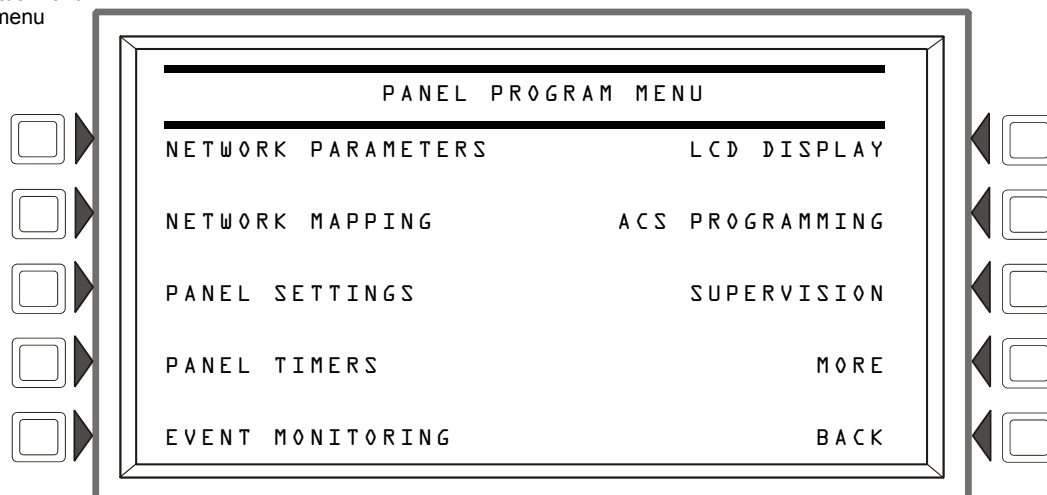 menu
PANEL PROGRAM MENU
NETWORK PARAMETERS LCD DISPLAY
NETWORK MAPPING ACS PROGRAMMING
PANEL SETTINGS SUPERVISION
PANEL TIMERS MORE
EVENT MONITORING BACK